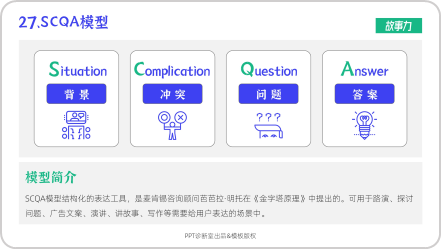 27.SCQA模型
故事力
Situation
背景
Complication
冲突
Question
问题
Answer
答案
模型简介
SCQA模型结构化的表达工具，是麦肯锡咨询顾问芭芭拉·明托在《金字塔原理》中提出的。可用于路演、探讨
问题、广告文案、演讲、讲故事、写作等需要给用户表达的场景中。
PPT诊断室出品&模板版权